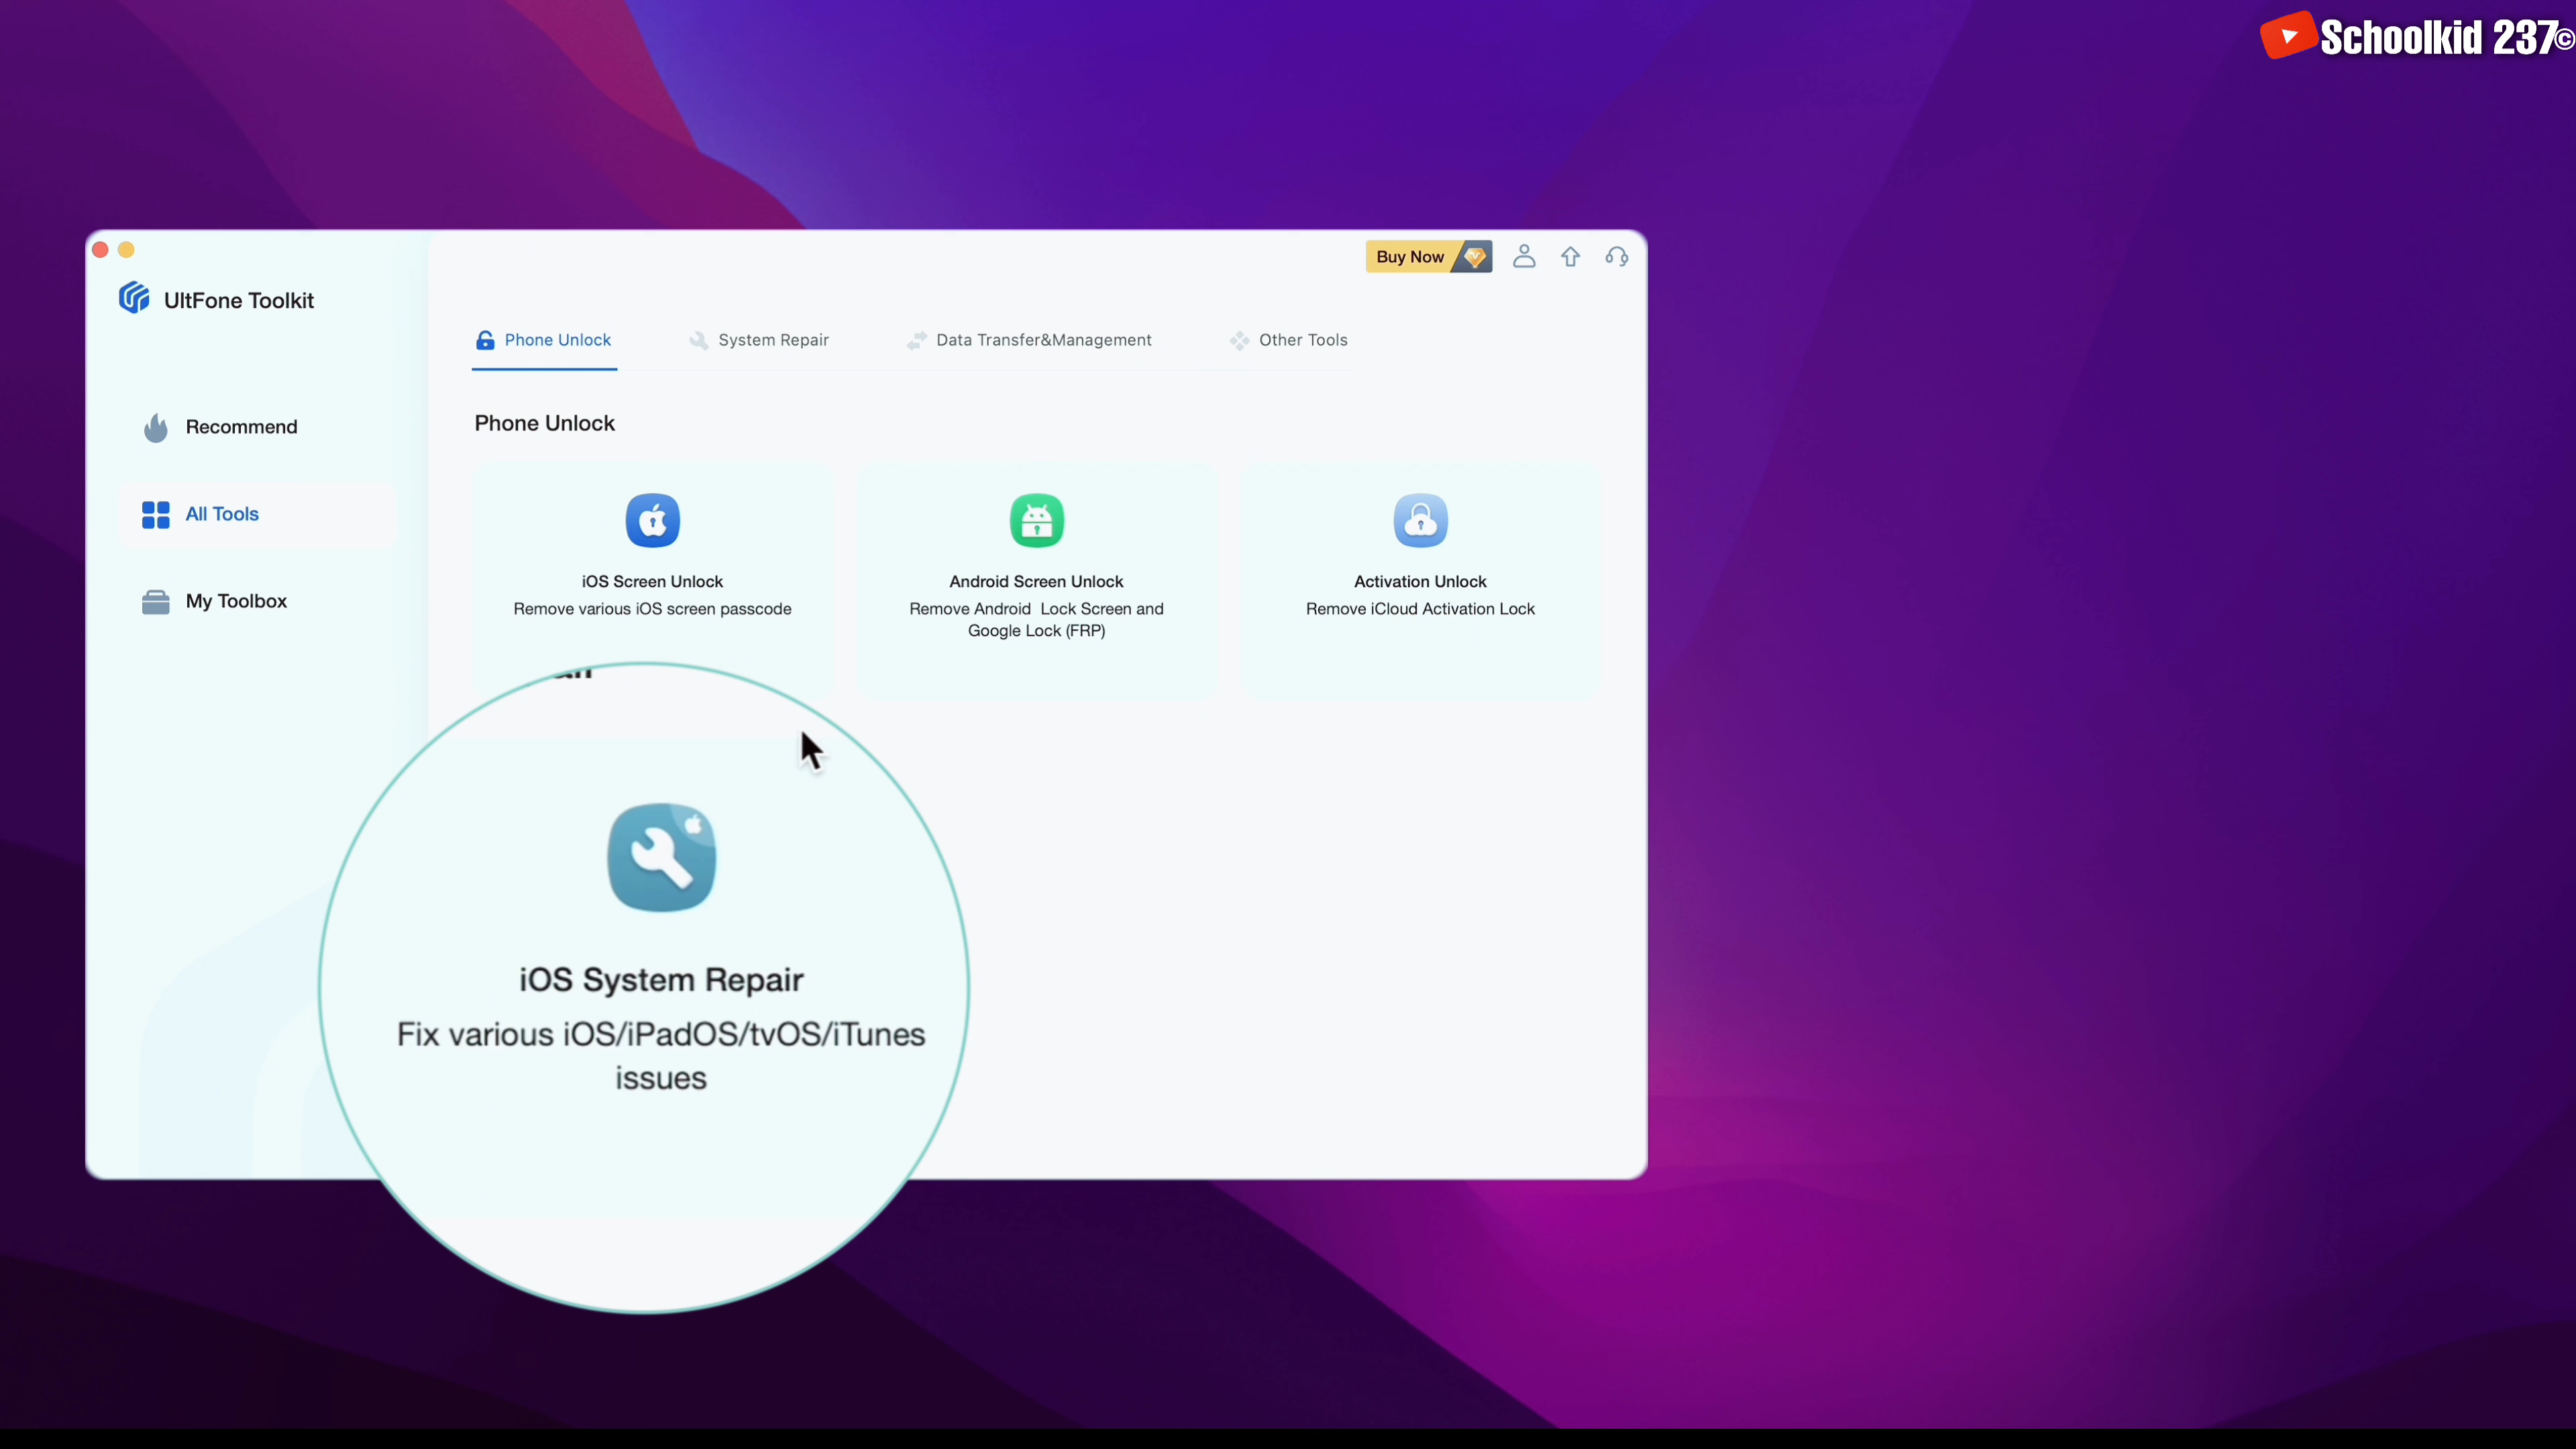 Schoolkid 237©
Buy Now
UltFone Toolkit
Phone Unlock
System Repair
Data Transfer&Management
Other Tools
Recommend
All Tools
My Toolbox
Phone Unlock
iOS Screen Unlock
Remove various iOS screen passcode
Android Screen Unlock
Remove Android Lock Screen and
Google Lock (FRP)
Activation Unlock
Remove iCloud Activation Lock
iOS System Repair
Fix various iOS/iPadOS/tvOS/iTunes
issues